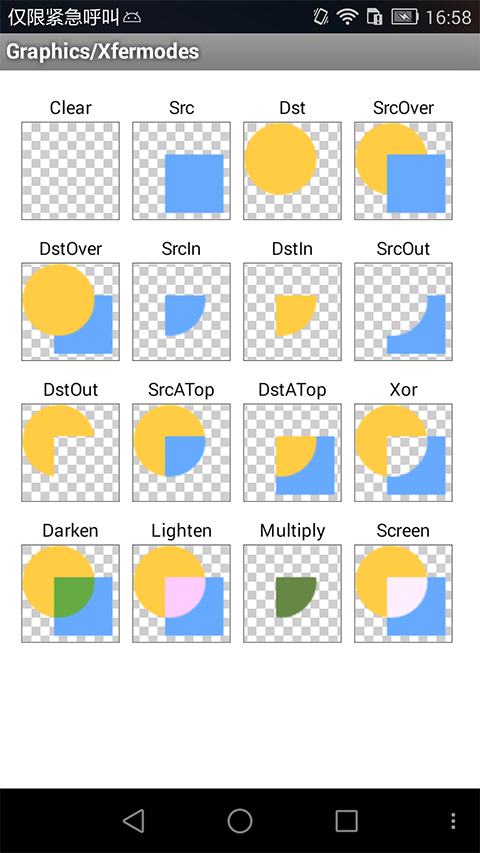 仅限紧急呼叫 16:58
Graphics/Xfermodes
Clear Src Dst SrcOver
DstOver SrcIn DstIn SrcOut
DstOut SrcATop DstATop Xor
Darken Lighten Multiply Screen